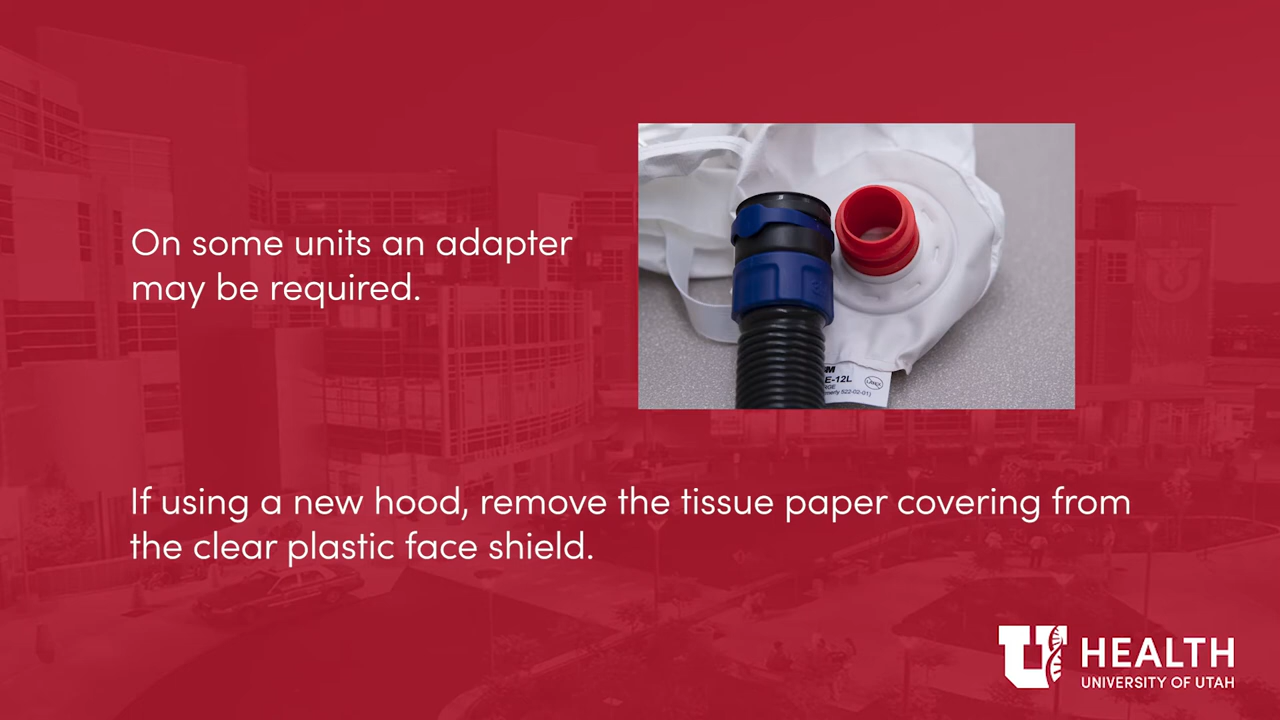 On some units an adapter
may be required.
E-12L
If using a new hood, remove the tissue paper covering from
the clear plastic face shield.
U HEALTH
UNIVERSITY OF UTAH